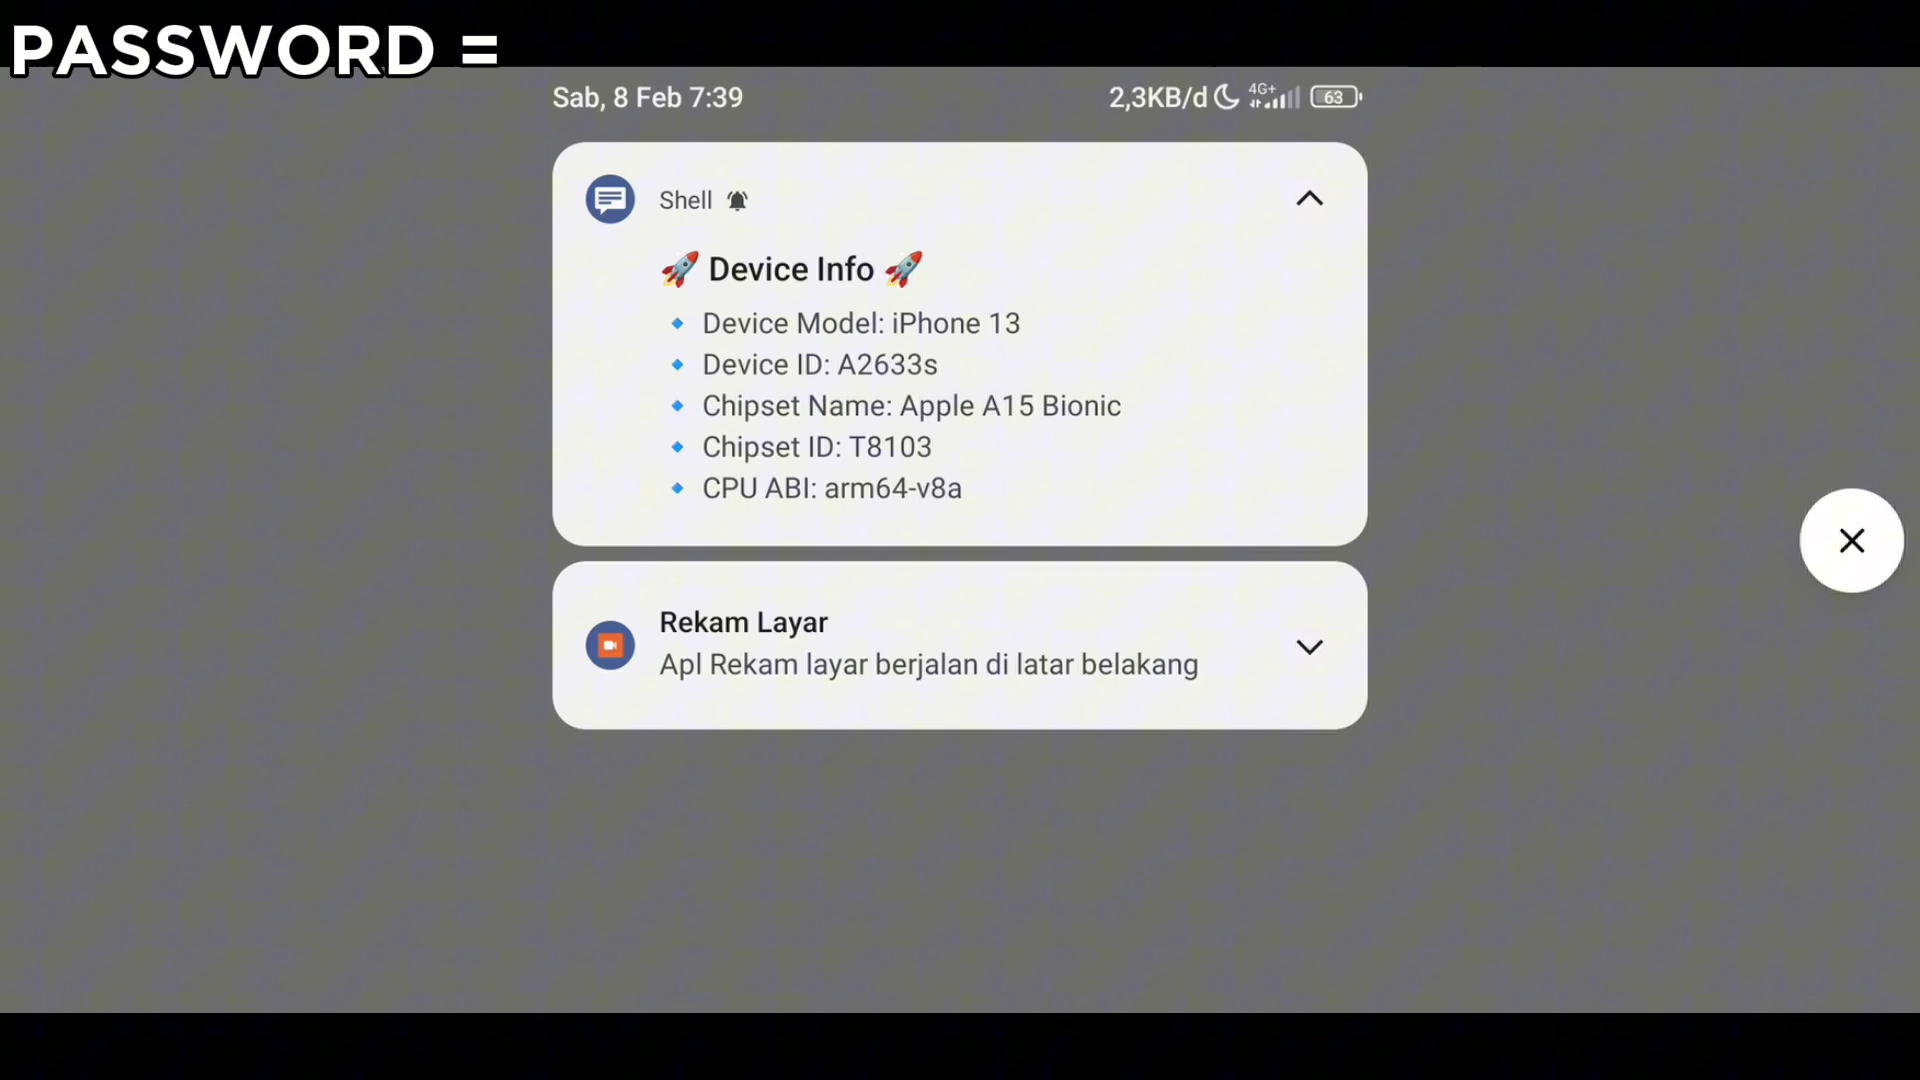 PASSWORD =
Sab, 8 Feb 7:39
2,3KB/d 4G+ 63
Shell
🚀 Device Info 🚀
🔹 Device Model: iPhone 13
🔹 Device ID: A2633s
🔹 Chipset Name: Apple A15 Bionic
🔹 Chipset ID: T8103
🔹 CPU ABI: arm64-v8a
Rekam Layar
Apl Rekam layar berjalan di latar belakang